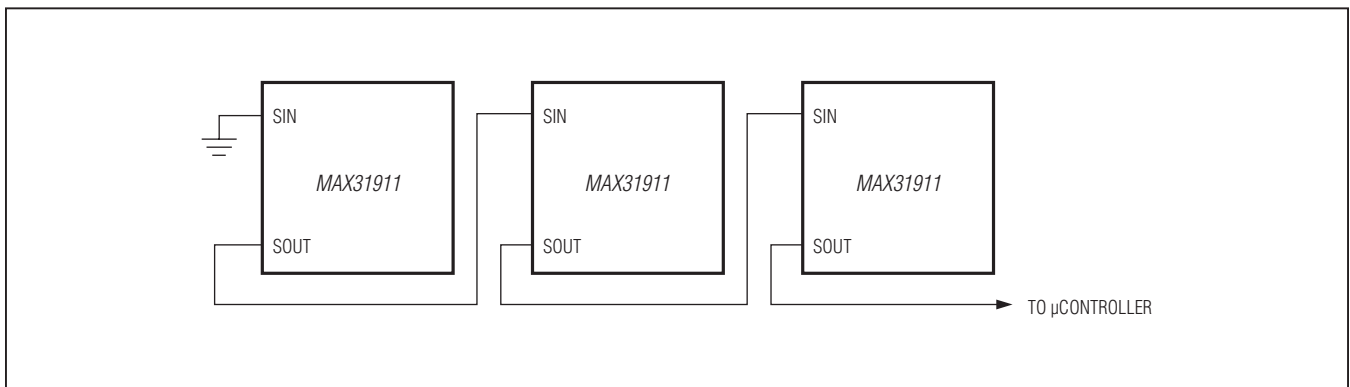 SIN
MAX31911
SOUT
SIN
MAX31911
SOUT
SIN
MAX31911
SOUT
TO µCONTROLLER